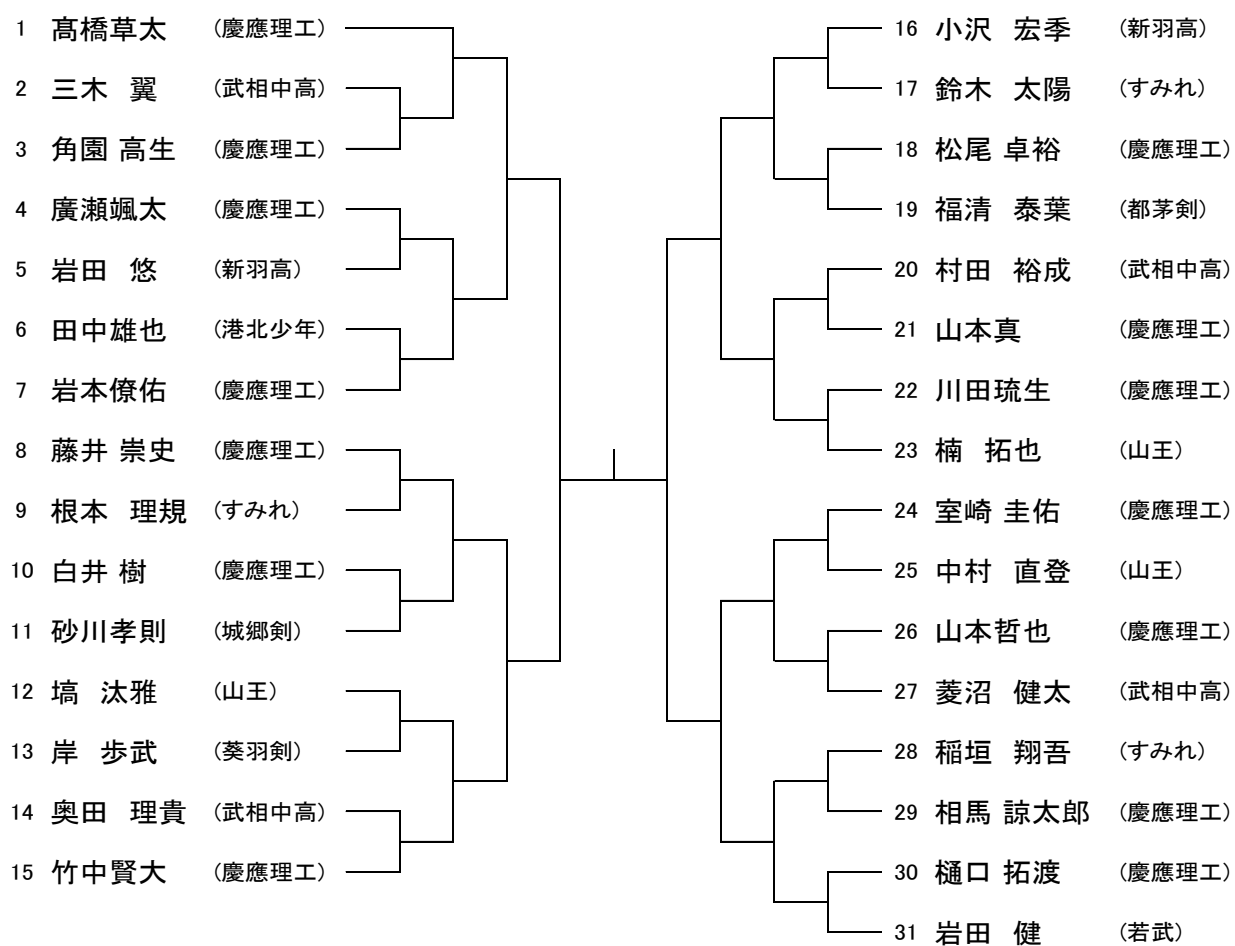 1 髙橋草太 (慶應理工)
2 三木 翼 (武相中高)
3 角園 高生 (慶應理工)
4 廣瀬颯太 (慶應理工)
5 岩田 悠 (新羽高)
6 田中雄也 (港北少年)
7 岩本僚佑 (慶應理工)
8 藤井 崇史 (慶應理工)
9 根本 理規 (すみれ)
10 白井 樹 (慶應理工)
11 砂川孝則 (城郷剣)
12 塙 汰雅 (山王)
13 岸 歩武 (葵羽剣)
14 奥田 理貴 (武相中高)
15 竹中賢大 (慶應理工)
16 小沢 宏季 (新羽高)
17 鈴木 太陽 (すみれ)
18 松尾 卓裕 (慶應理工)
19 福清 泰葉 (都茅剣)
20 村田 裕成 (武相中高)
21 山本真 (慶應理工)
22 川田琉生 (慶應理工)
23 楠 拓也 (山王)
24 室崎 圭佑 (慶應理工)
25 中村 直登 (山王)
26 山本哲也 (慶應理工)
27 菱沼 健太 (武相中高)
28 稲垣 翔吾 (すみれ)
29 相馬 諒太郎 (慶應理工)
30 樋口 拓渡 (慶應理工)
31 岩田 健 (若武)